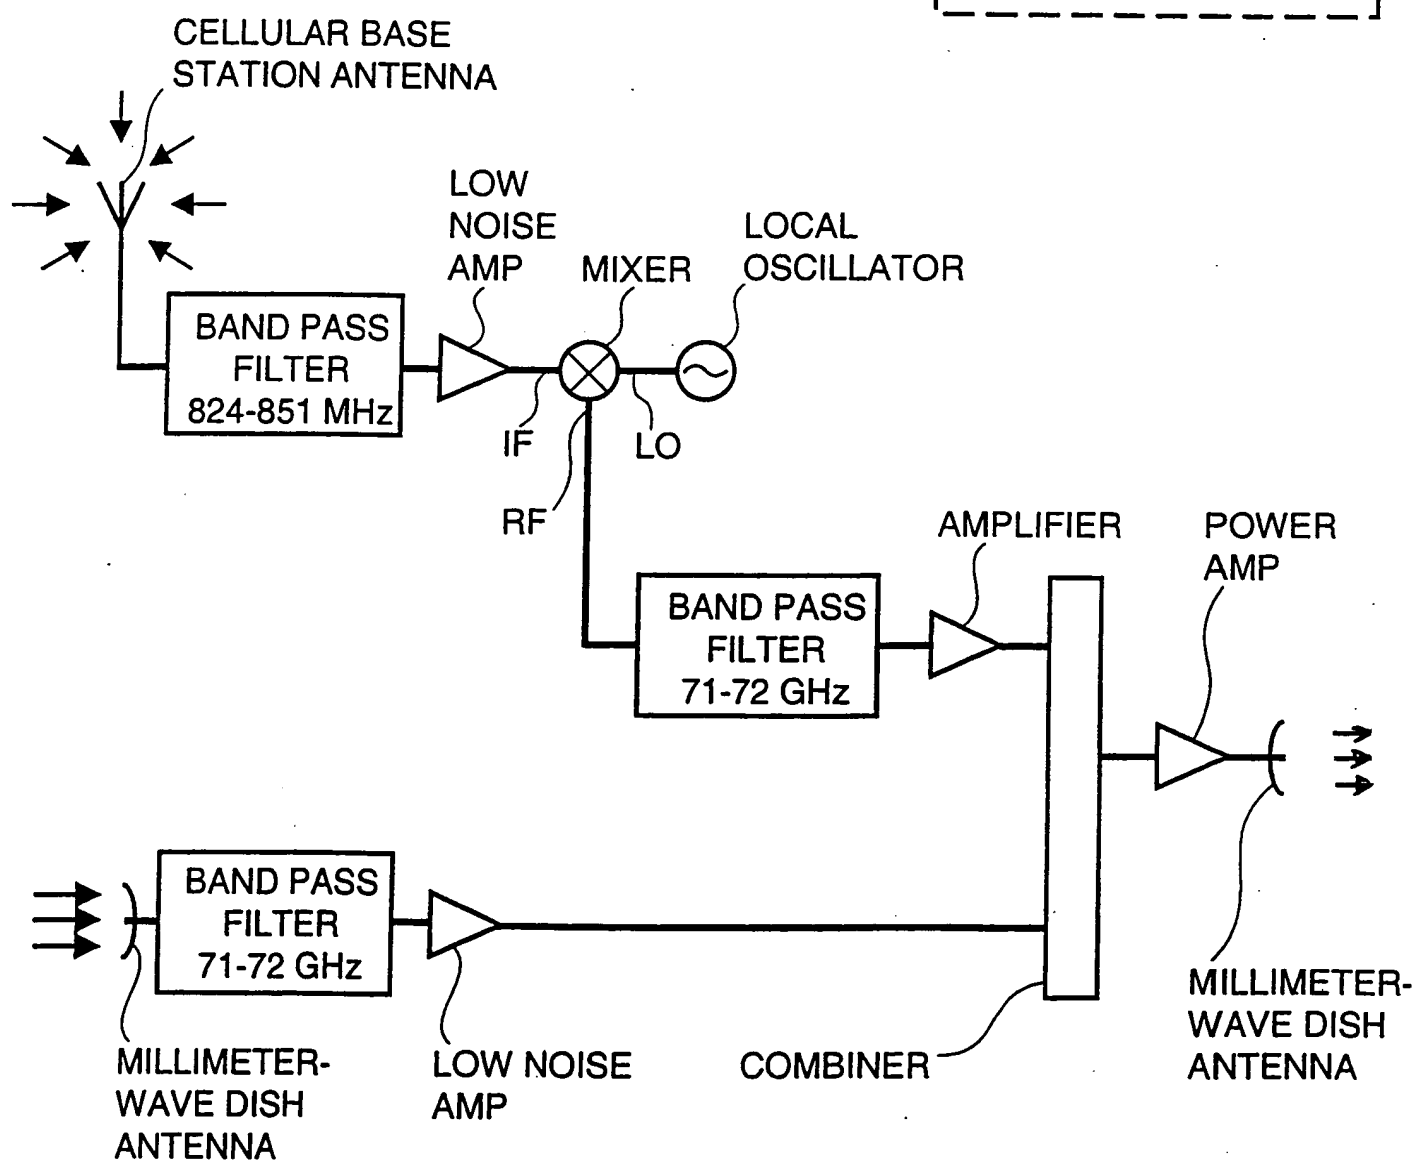 CELLULAR BASE
STATION ANTENNA
LOW
NOISE
AMP
MIXER
LOCAL
OSCILLATOR
BAND PASS
FILTER
824-851 MHz
IF
LO
RF
AMPLIFIER
POWER
AMP
BAND PASS
FILTER
71-72 GHz
BAND PASS
FILTER
71-72 GHz
MILLIMETER-
WAVE DISH
ANTENNA
LOW NOISE
AMP
COMBINER
MILLIMETER-
WAVE DISH
ANTENNA